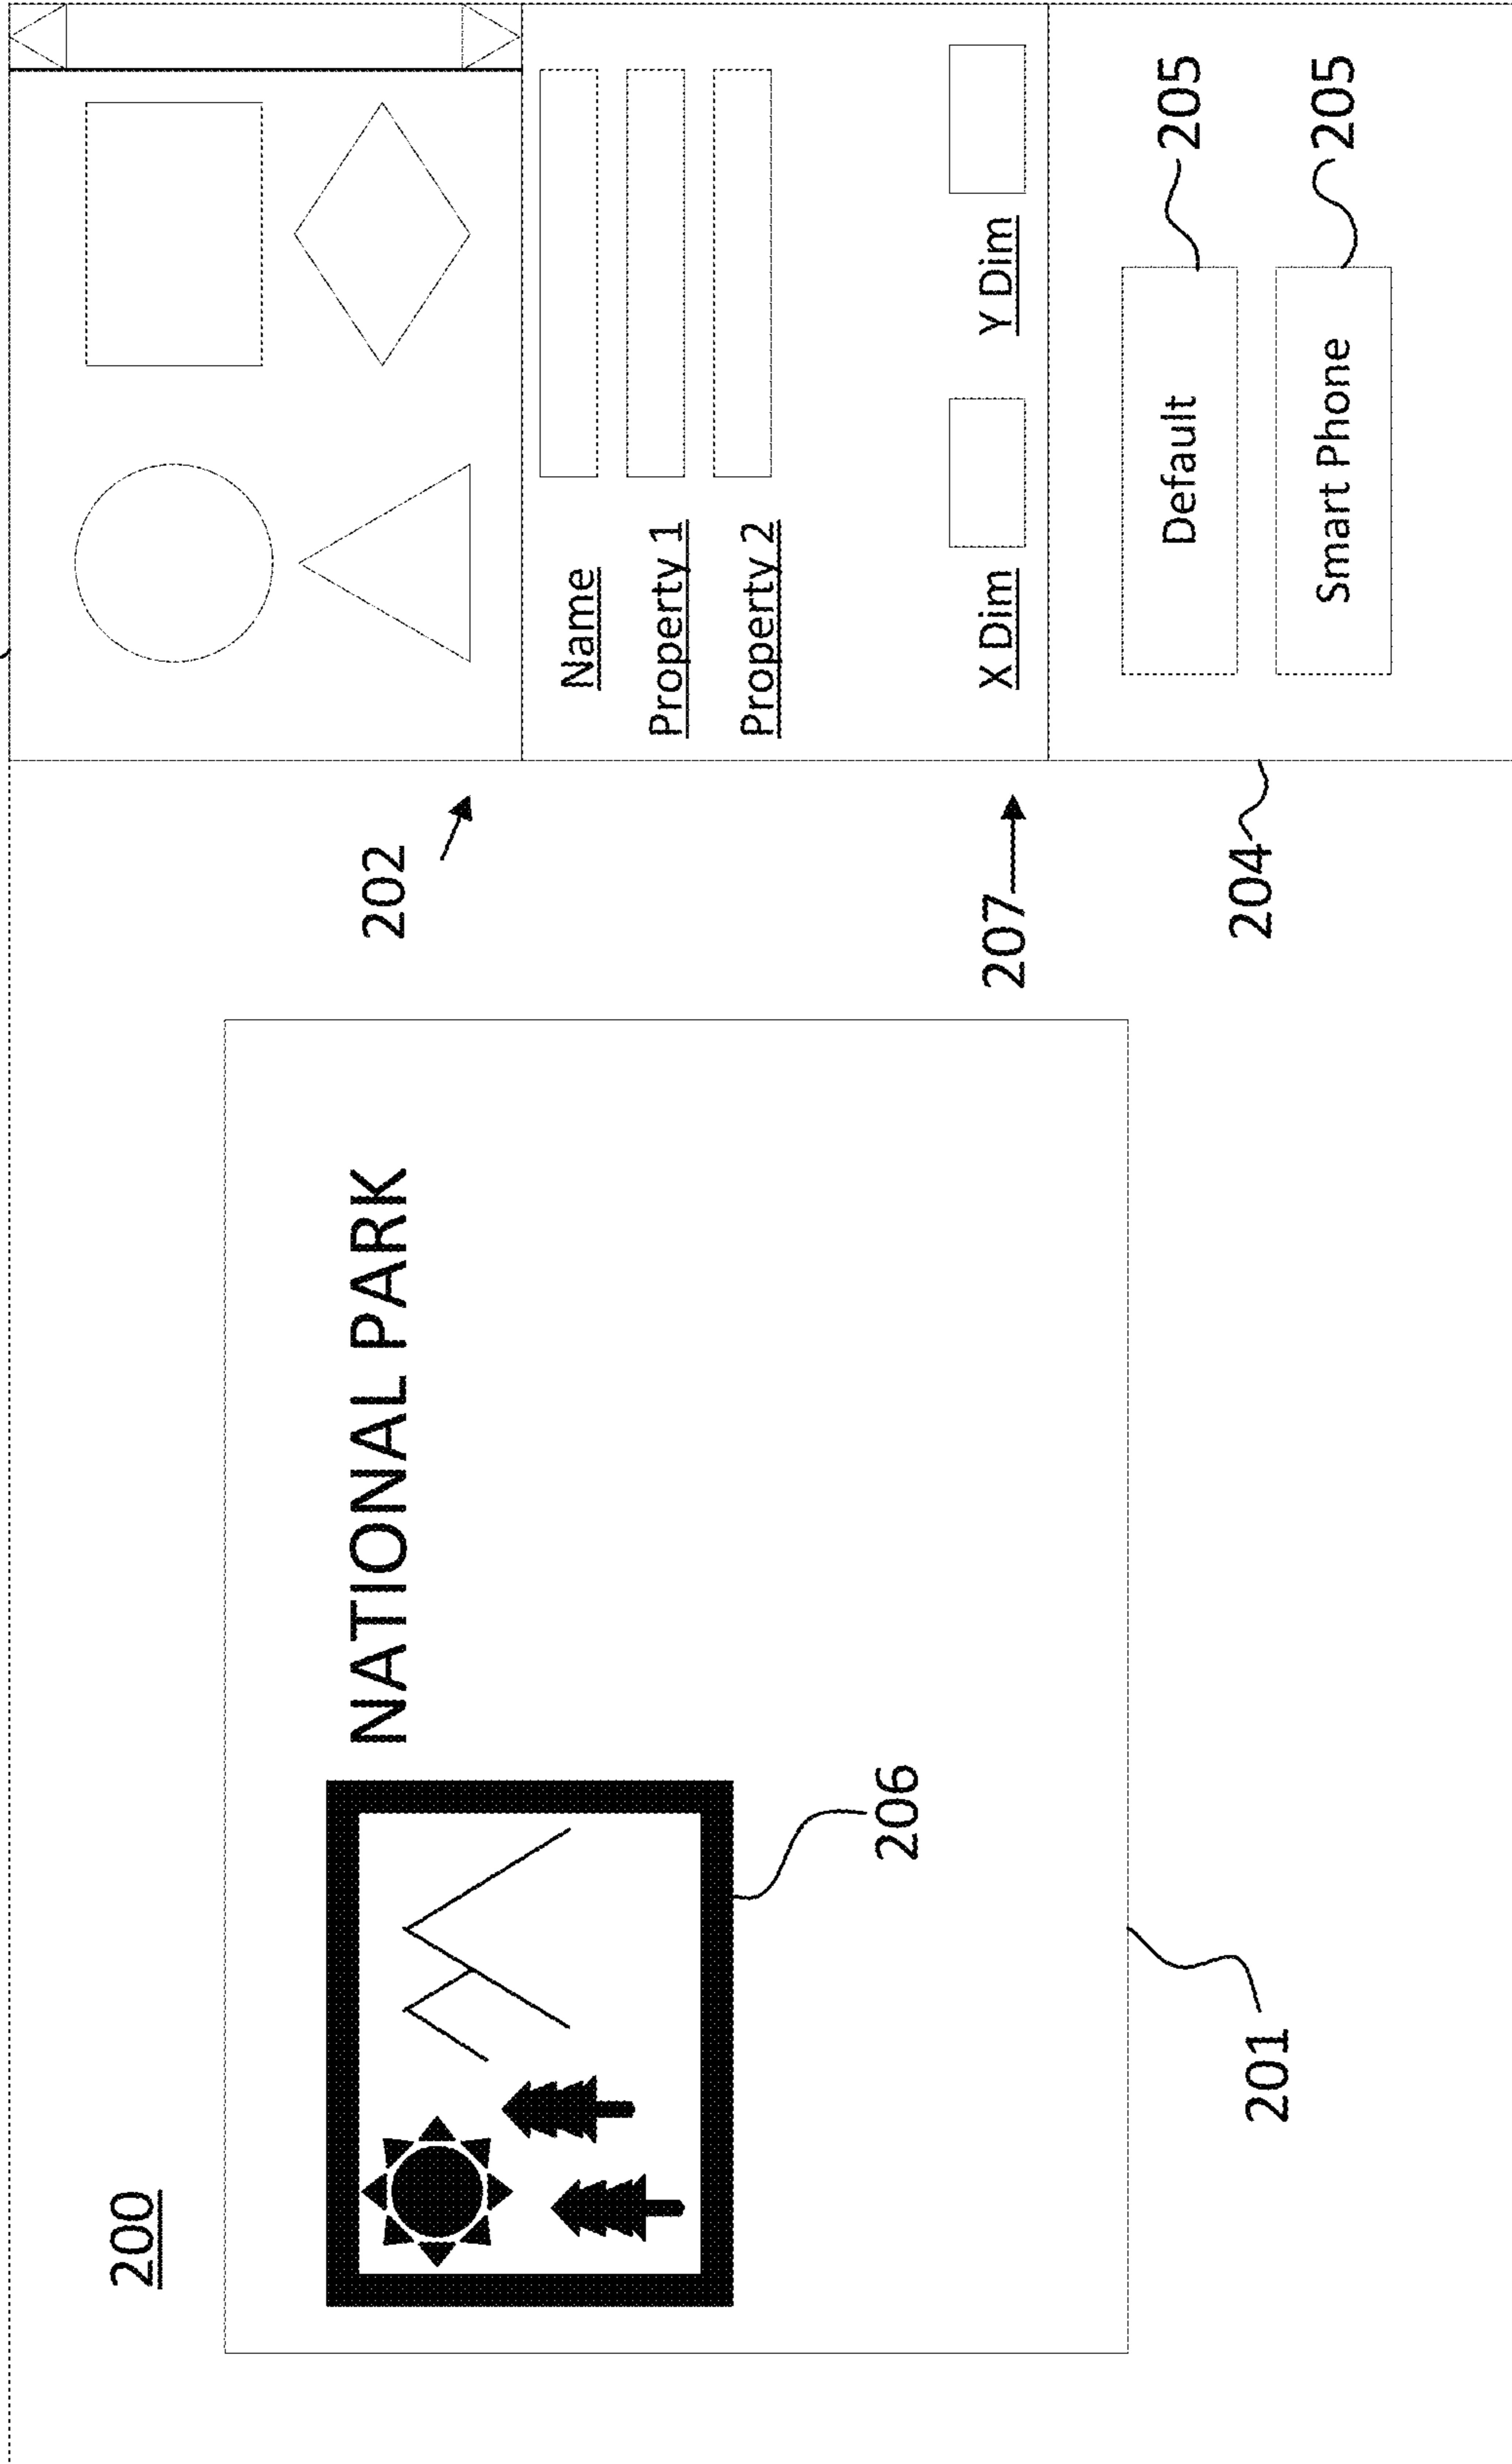 200
NATIONAL PARK
206
201
202
207
204
Name
Property 1
Property 2
X Dim
Y Dim
Default
205
Smart Phone
205